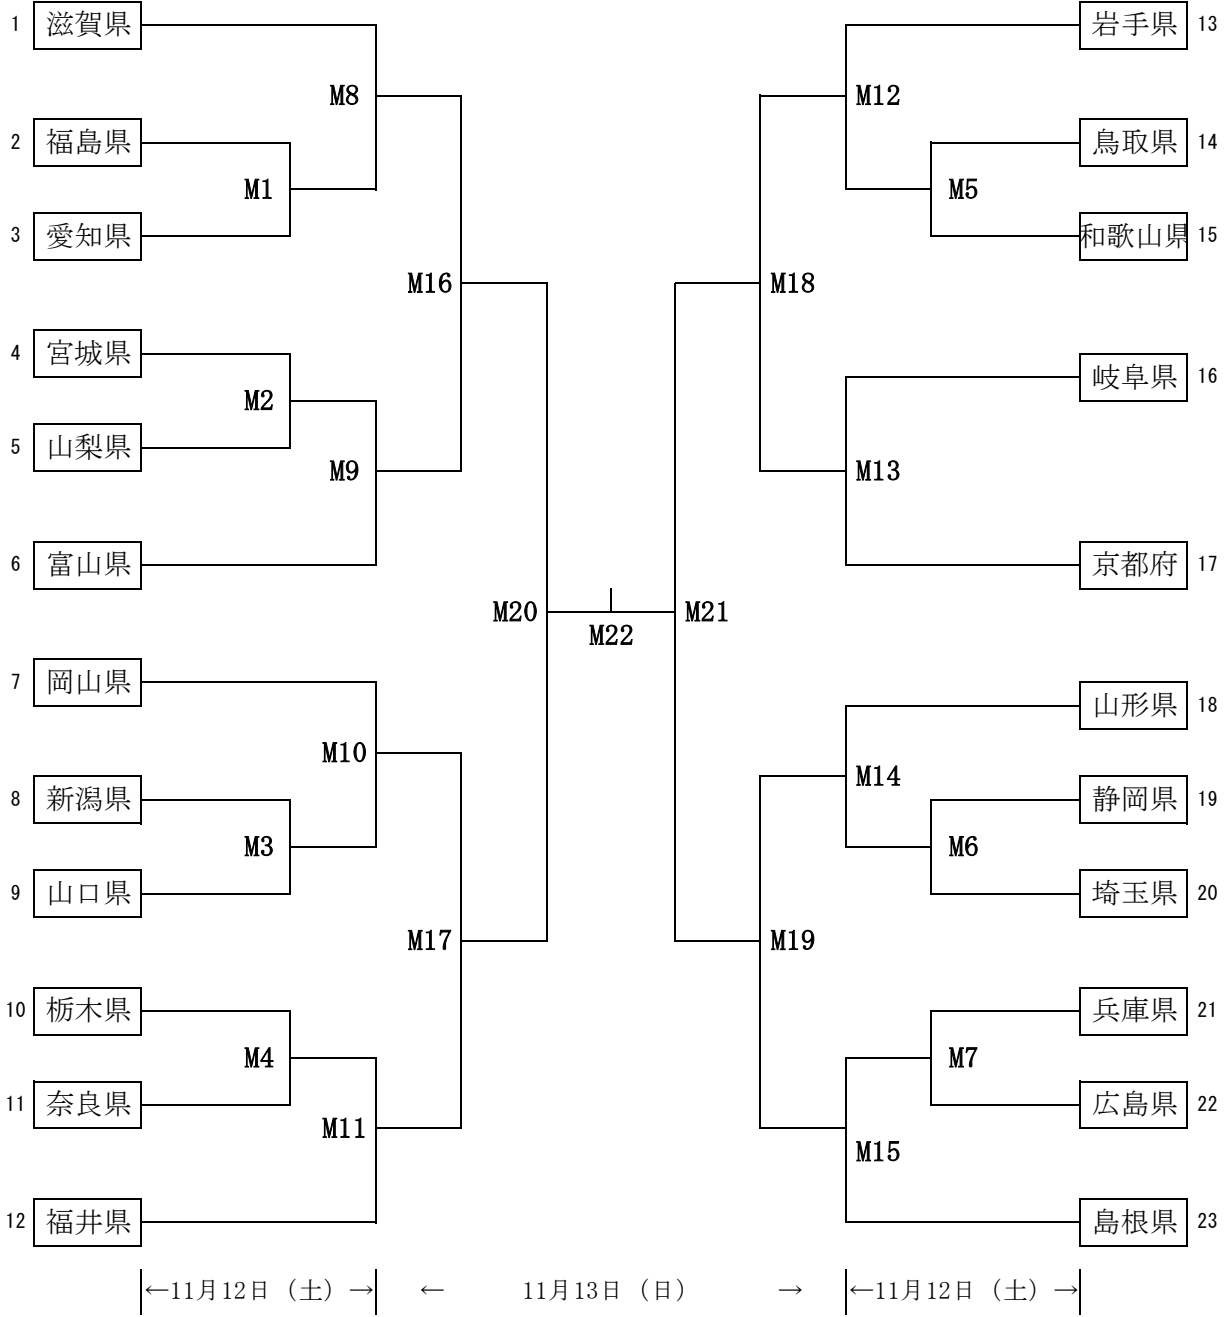 1 滋賀県
M8
2 福島県
M1
3 愛知県
M16
4 宮城県
M2
5 山梨県
M9
6 富山県
M20
7 岡山県
M10
8 新潟県
M3
9 山口県
M17
10 栃木県
M4
11 奈良県
M11
12 福井県
M22
岩手県 13
M12
鳥取県 14
M5
和歌山県 15
M18
岐阜県 16
M13
京都府 17
M21
山形県 18
M14
静岡県 19
M6
埼玉県 20
M19
兵庫県 21
M7
広島県 22
M15
島根県 23
←11月12日（土）→ ← 11月13日（日） → ←11月12日（土）→